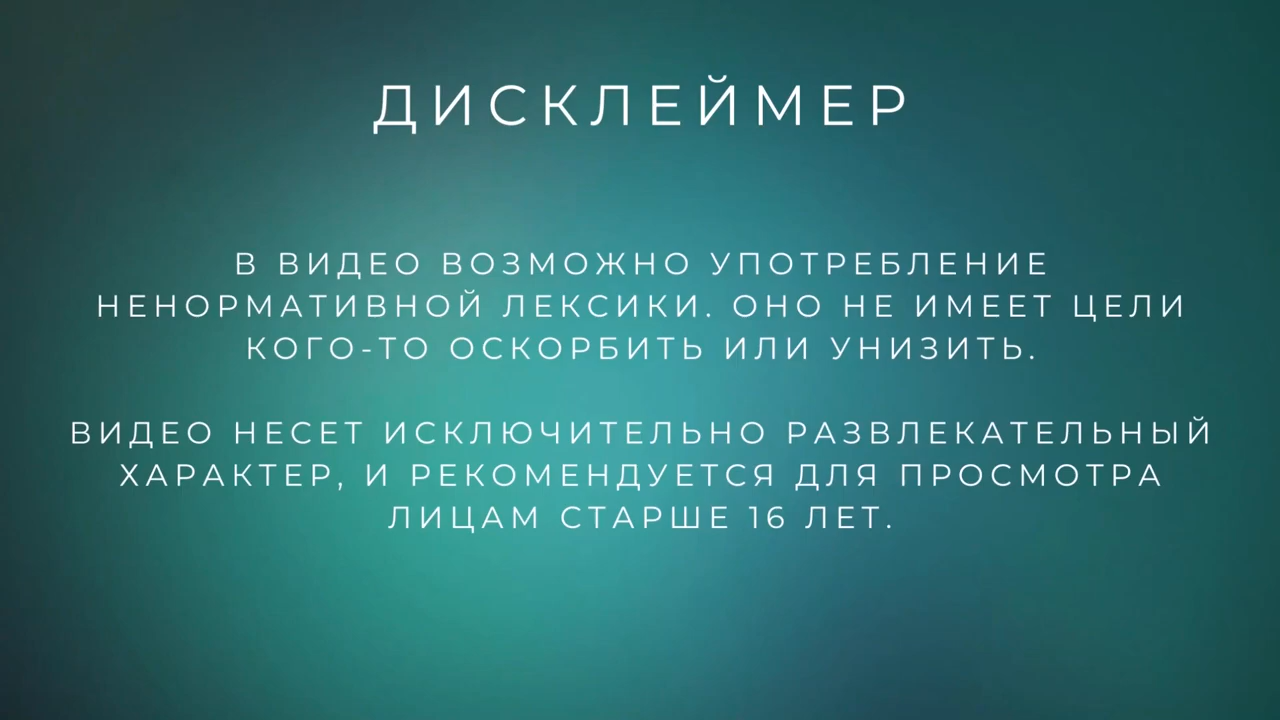 ДИСКЛЕЙМЕР
В ВИДЕО ВОЗМОЖНО УПОТРЕБЛЕНИЕ
НЕНОРМАТИВНОЙ ЛЕКСИКИ. ОНО НЕ ИМЕЕТ ЦЕЛИ
КОГО-ТО ОСКОРБИТЬ ИЛИ УНИЗИТЬ.
ВИДЕО НЕСЕТ ИСКЛЮЧИТЕЛЬНО РАЗВЛЕКАТЕЛЬНЫЙ
ХАРАКТЕР, И РЕКОМЕНДУЕТСЯ ДЛЯ ПРОСМОТРА
ЛИЦАМ СТАРШЕ 16 ЛЕТ.